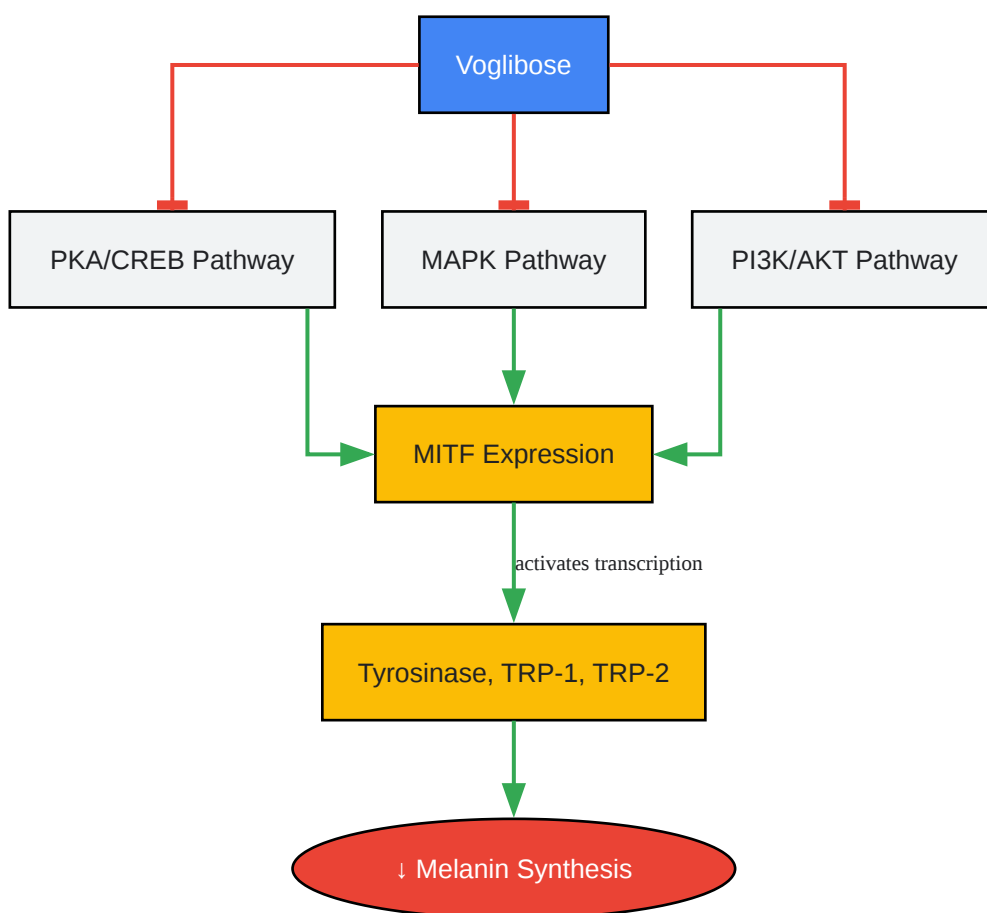 Voglibose
PKA/CREB Pathway
MAPK Pathway
PI3K/AKT Pathway
MITF Expression
activates transcription
Tyrosinase, TRP-1, TRP-2
↓ Melanin Synthesis